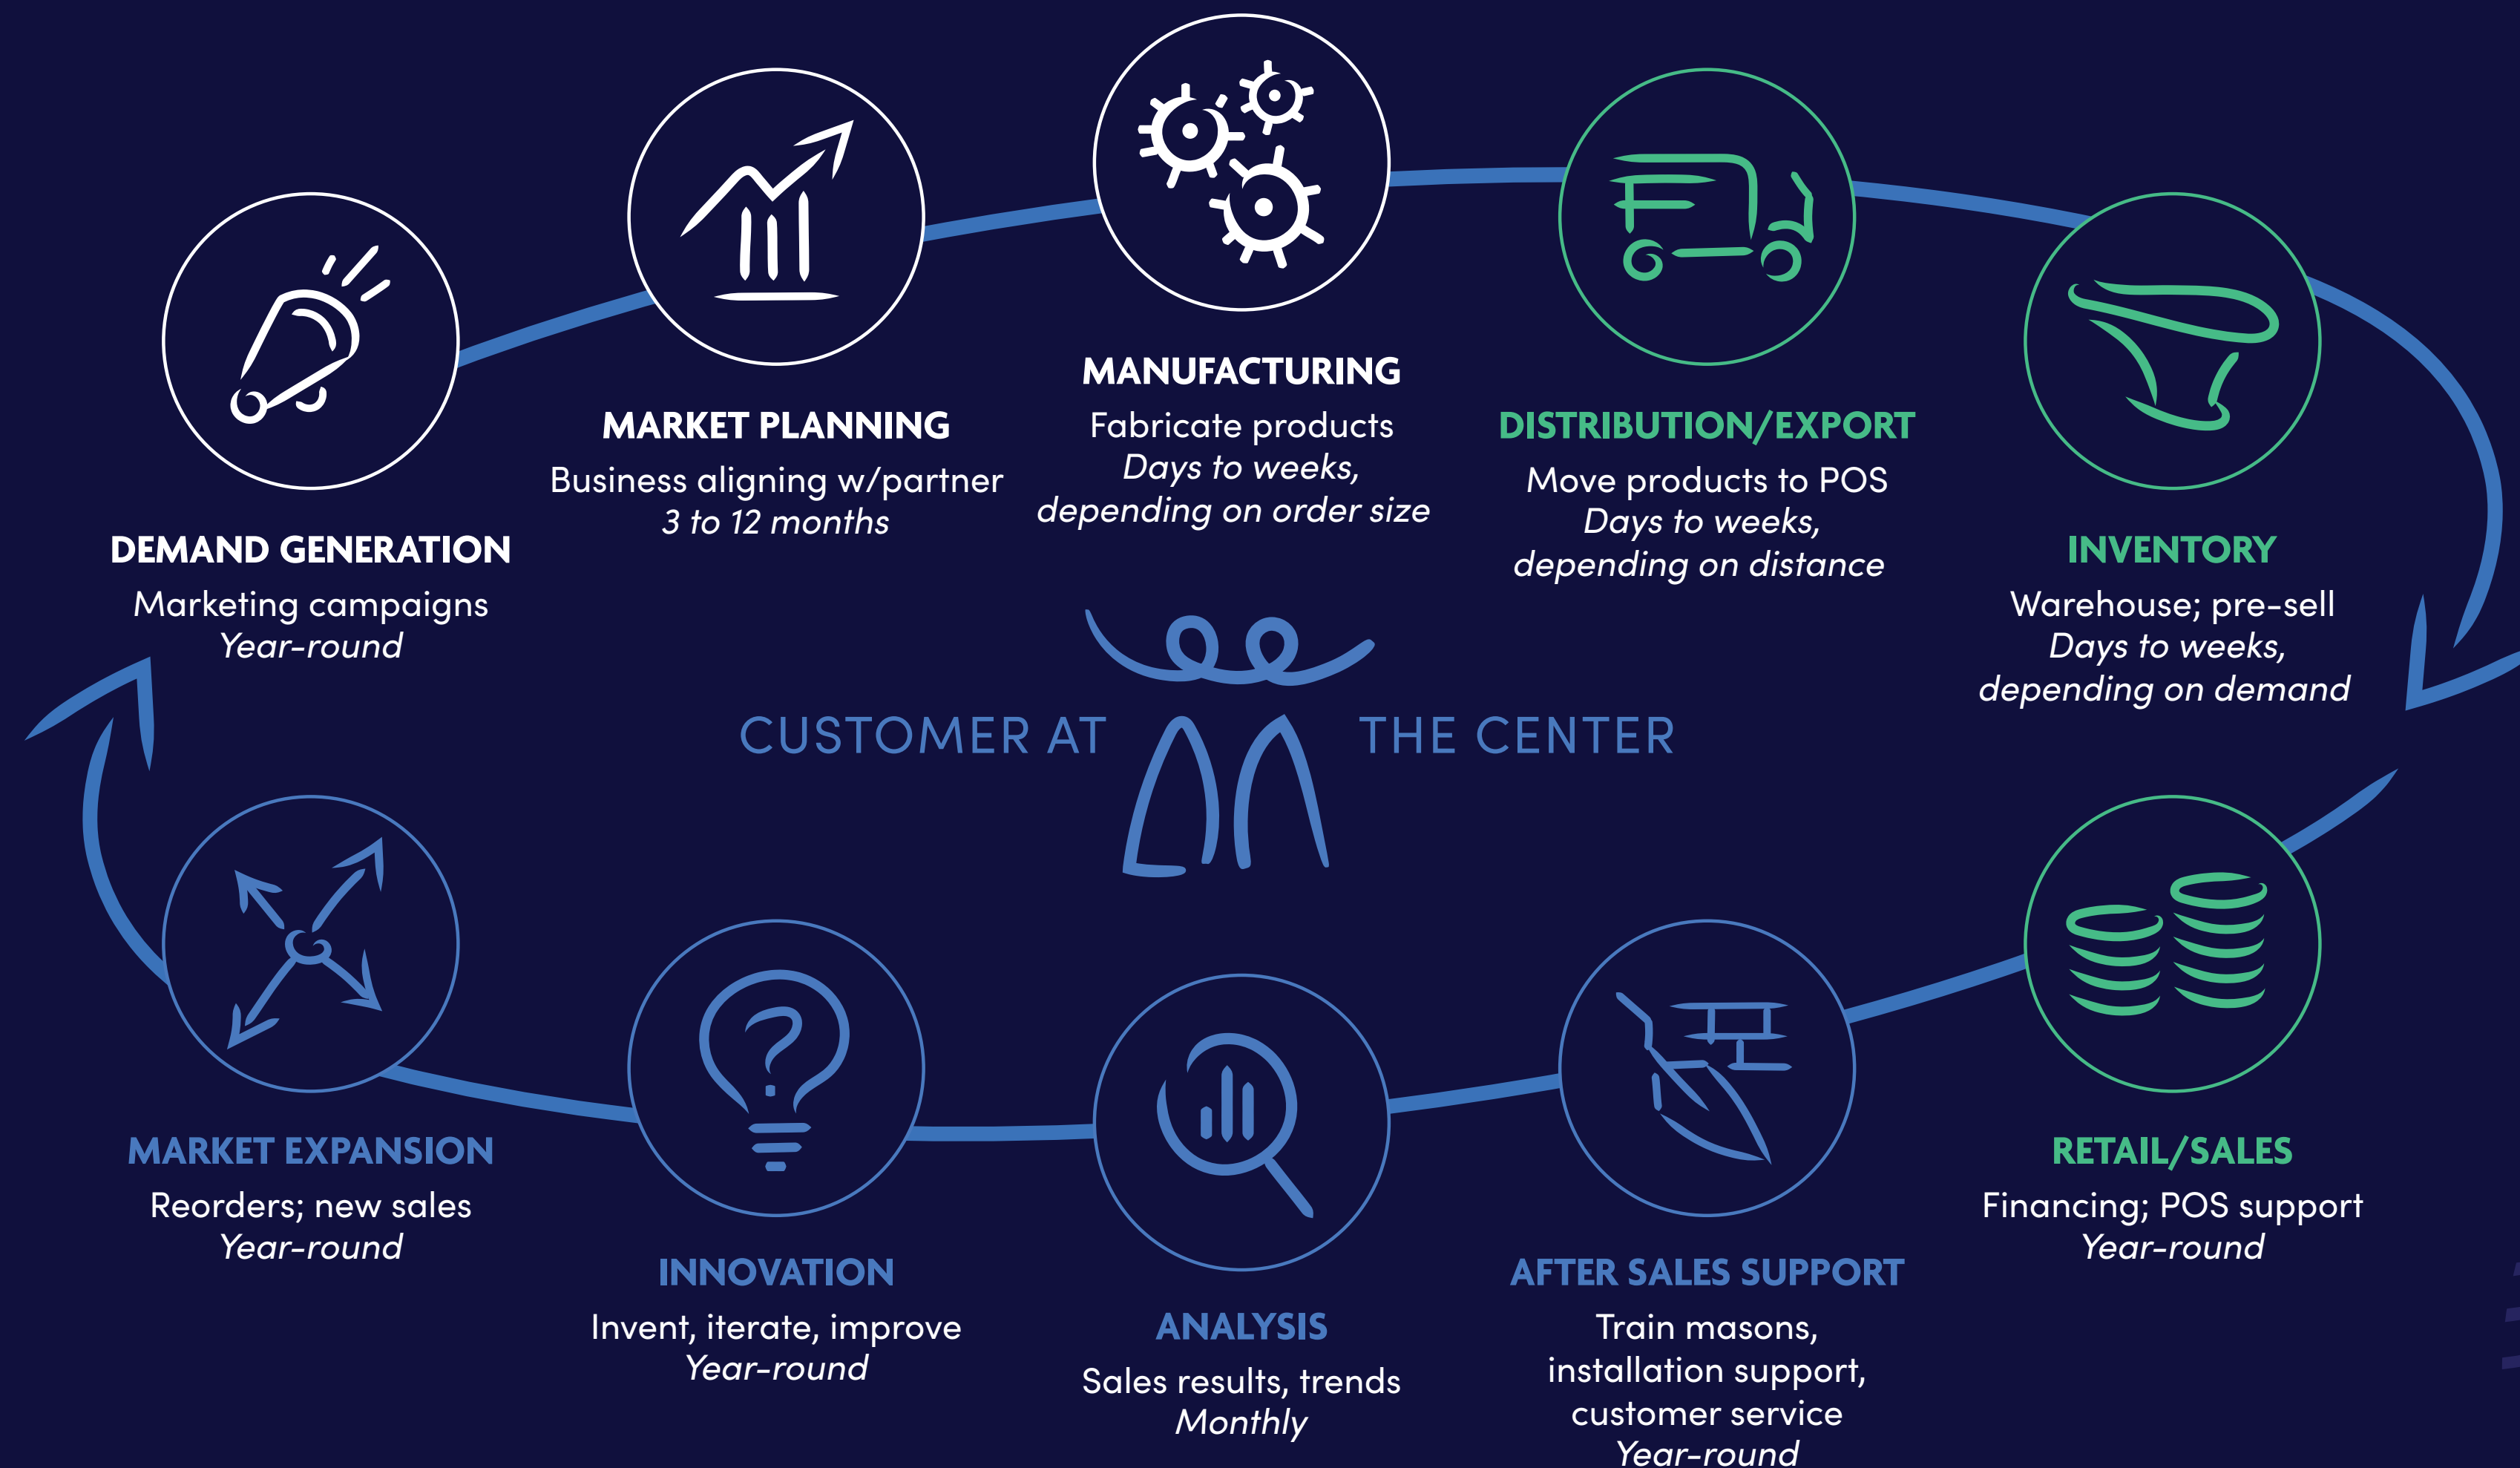 DEMAND GENERATION
Marketing campaigns
Year-round
MARKET PLANNING
Business aligning w/partner
3 to 12 months
MANUFACTURING
Fabricate products
Days to weeks,
depending on order size
DISTRIBUTION/EXPORT
Move products to POS
Days to weeks,
depending on distance
INVENTORY
Warehouse; pre-sell
Days to weeks,
depending on demand
CUSTOMER AT THE CENTER
RETAIL/SALES
Financing; POS support
Year-round
AFTER SALES SUPPORT
Train masons,
installation support,
customer service
Year-round
ANALYSIS
Sales results, trends
Monthly
INNOVATION
Invent, iterate, improve
Year-round
MARKET EXPANSION
Reorders; new sales
Year-round